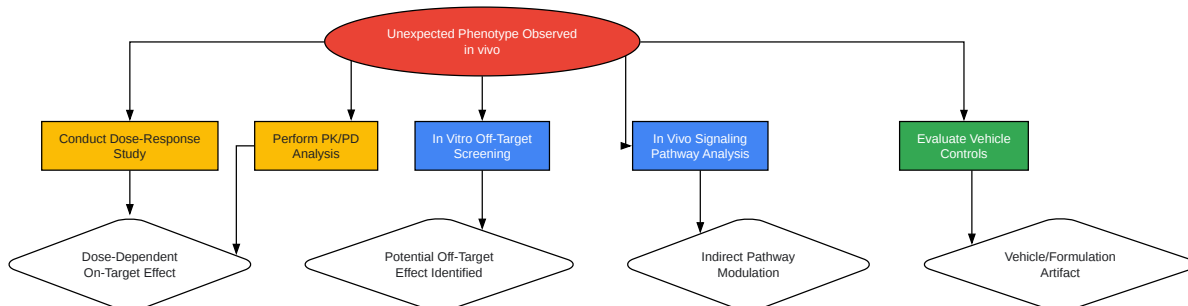 Unexpected Phenotype Observed
in vivo
Conduct Dose-Response
Study
Perform PK/PD
Analysis
In Vitro Off-Target
Screening
In Vivo Signaling
Pathway Analysis
Evaluate Vehicle
Controls
Dose-Dependent
On-Target Effect
Potential Off-Target
Effect Identified
Indirect Pathway
Modulation
Vehicle/Formulation
Artifact